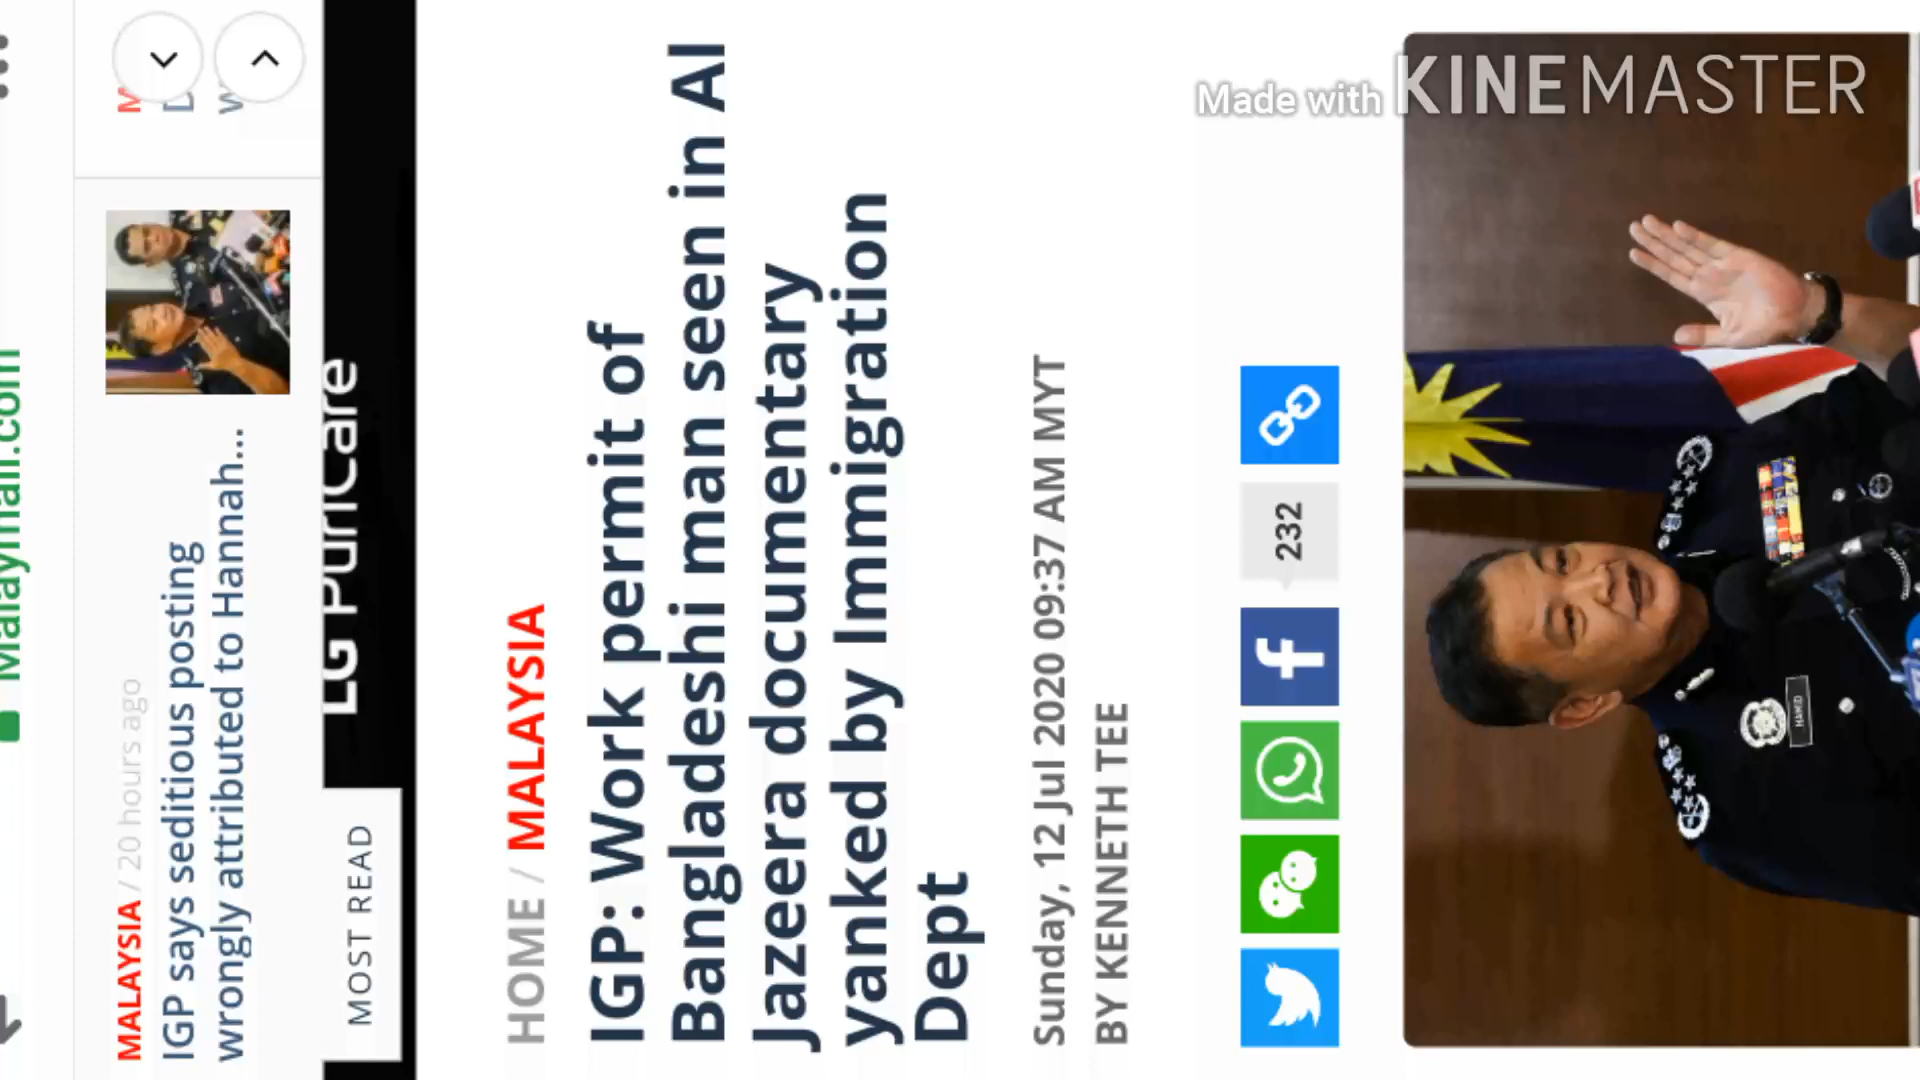 Malaymail.com
MALAYSIA / 20 hours ago
IGP says seditious posting
wrongly attributed to Hannah...
LG PuriCare
MOST READ
HOME / MALAYSIA
IGP: Work permit of
Bangladeshi man seen in Al
Jazeera documentary
yanked by Immigration
Dept
Sunday, 12 Jul 2020 09:37 AM MYT
BY KENNETH TEE
232
HAMID
Made with KINEMASTER